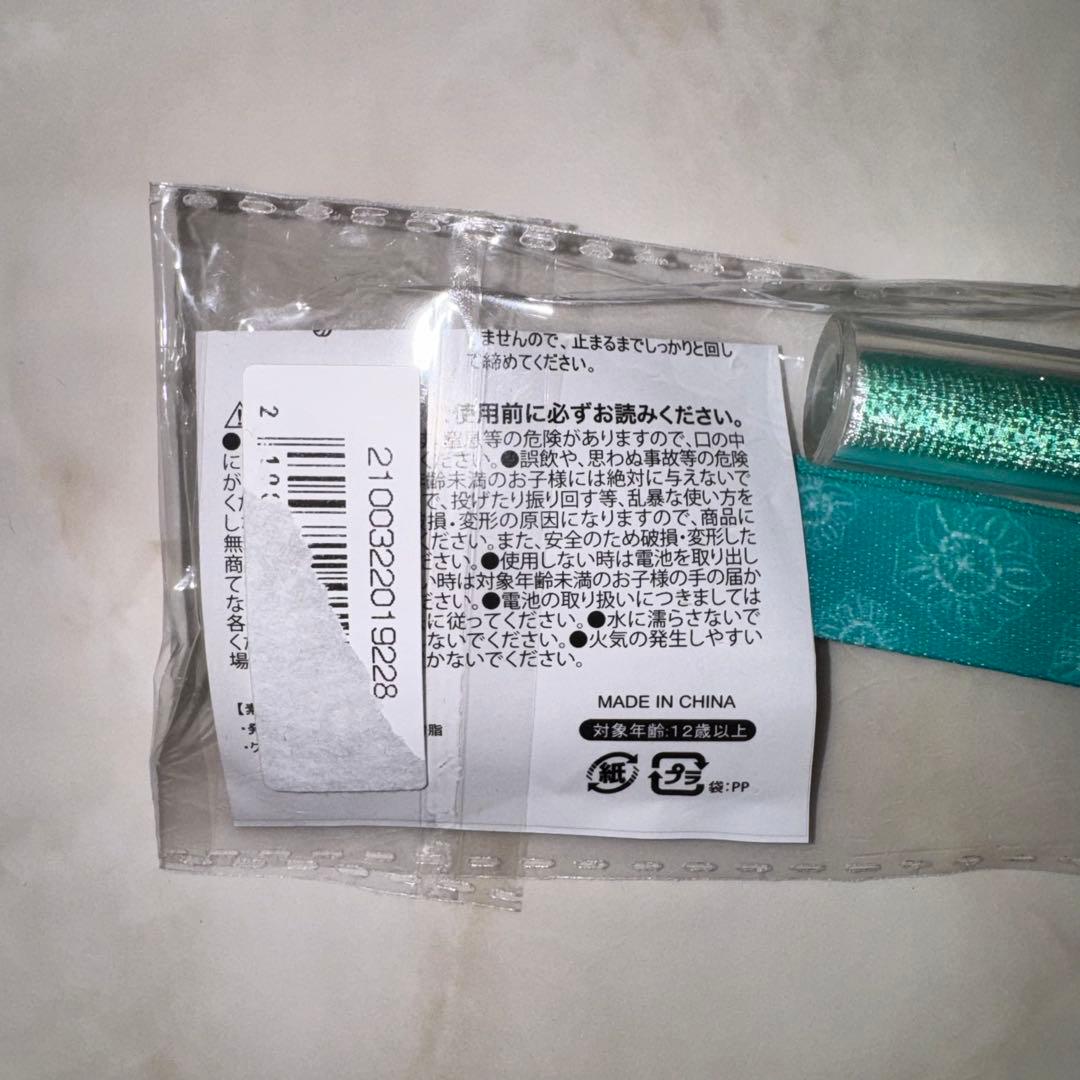 ませんので、止まるまでしっかりと回し
て締めてください。
使用前に必ずお読みください。
等の危険がありますので、口の中
ください。●誤飲や、思わぬ事故等の危険
齢未満のお子様には絶対に与えないで
で、投げたり振り回す等、乱暴な使い方を
損・変形の原因になりますので、商品に
ください。また、安全のため破損・変形した
ださい。●使用しない時は電池を取り出し
い時は対象年齢未満のお子様の手の届か
ださい。●電池の取り扱いにつきましては
に従ってください。●水に濡らさないで
ないでください。●火気の発生しやすい
かないでください。
脂
MADE IN CHINA
対象年齢:12歳以上
紙
プラ
袋:PP
2100322019228